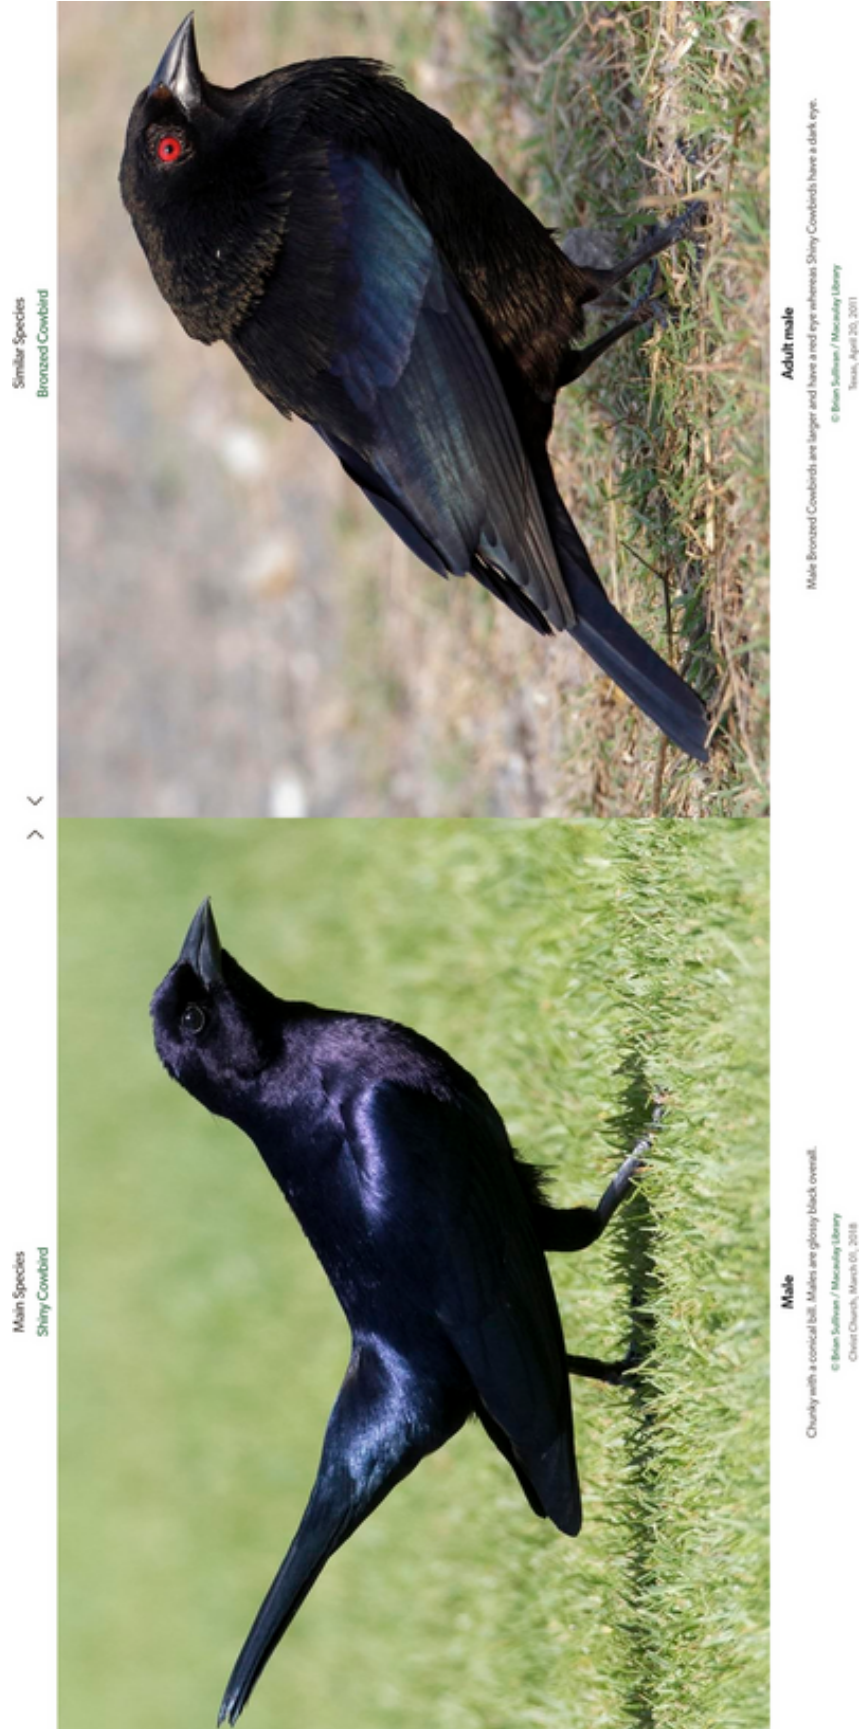 Main Species
Shiny Cowbird
Male
Chunky with a conical bill. Males are glossy black overall.
© Brian Sullivan / Macaulay Library
Christ Church, March 01, 2018
Similar Species
Bronzed Cowbird
Adult male
Male Bronzed Cowbirds are larger and have a red eye whereas Shiny Cowbirds have a dark eye.
© Brian Sullivan / Macaulay Library
Texas, April 20, 2011